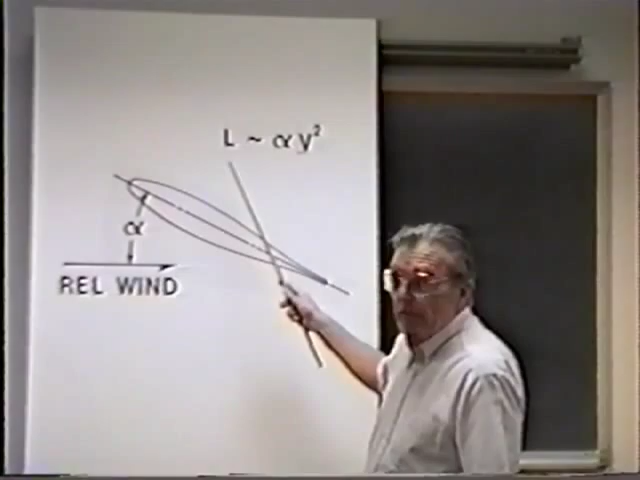 L ~ α V²
α
REL WIND